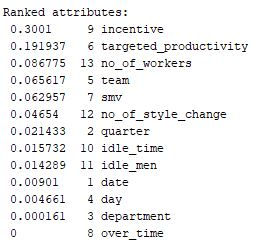 Ranked attributes:
0.3001 9 incentive
0.191937 6 targeted_productivity
0.086775 13 no_of_workers
0.065617 5 team
0.062957 7 smv
0.04654 12 no_of_style_change
0.021433 2 quarter
0.015732 10 idle_time
0.014289 11 idle_men
0.00901 1 date
0.004661 4 day
0.000161 3 department
0 8 over_time